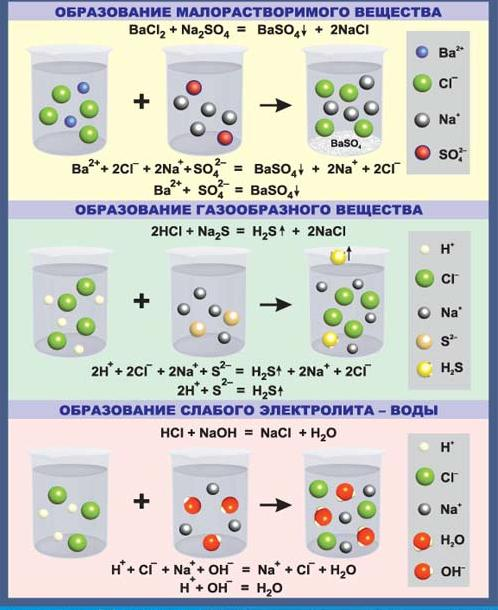 ОБРАЗОВАНИЕ МАЛОРАСТВОРИМОГО ВЕЩЕСТВА
BaCl₂ + Na₂SO₄ = BaSO₄↓ + 2NaCl
Ba²⁺
Cl⁻
Na⁺
SO₄²⁻
+
→
BaSO₄
Ba²⁺ + 2Cl⁻ + 2Na⁺ + SO₄²⁻ = BaSO₄↓ + 2Na⁺ + 2Cl⁻
Ba²⁺ + SO₄²⁻ = BaSO₄↓
ОБРАЗОВАНИЕ ГАЗООБРАЗНОГО ВЕЩЕСТВА
2HCl + Na₂S = H₂S↑ + 2NaCl
H⁺
Cl⁻
Na⁺
S²⁻
H₂S
+
→
2H⁺ + 2Cl⁻ + 2Na⁺ + S²⁻ = H₂S↑ + 2Na⁺ + 2Cl⁻
2H⁺ + S²⁻ = H₂S↑
ОБРАЗОВАНИЕ СЛАБОГО ЭЛЕКТРОЛИТА – ВОДЫ
HCl + NaOH = NaCl + H₂O
H⁺
Cl⁻
Na⁺
H₂O
OH⁻
+
→
H⁺ + Cl⁻ + Na⁺ + OH⁻ = Na⁺ + Cl⁻ + H₂O
H⁺ + OH⁻ = H₂O